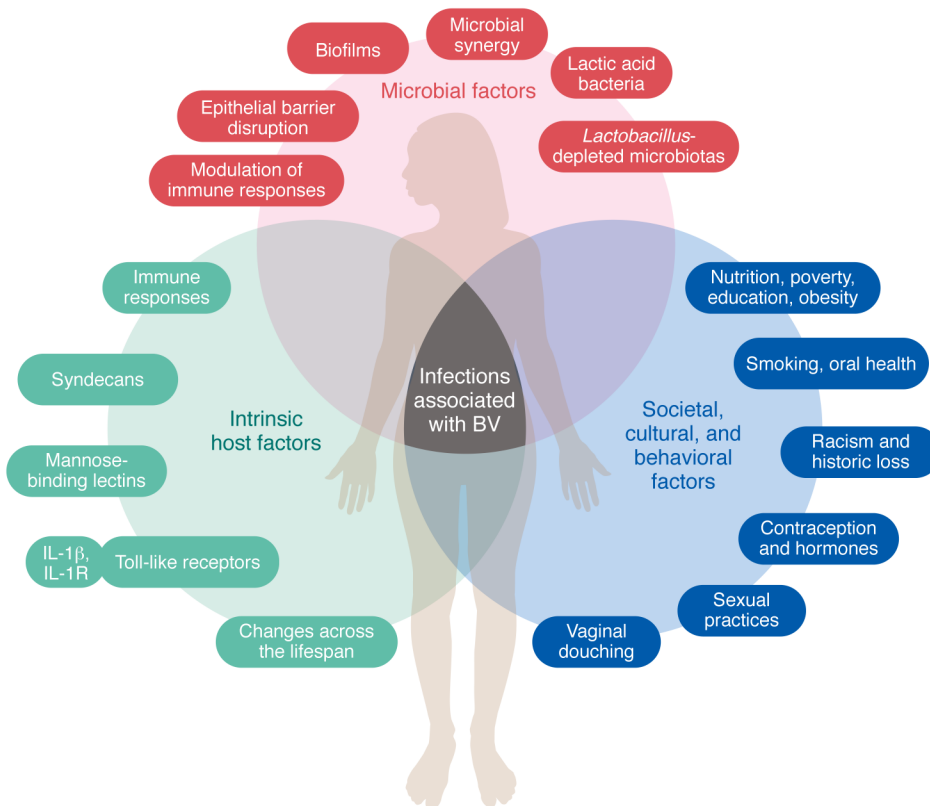 Microbial
synergy
Biofilms
Lactic acid
bacteria
Microbial factors
Epithelial barrier
disruption
Lactobacillus-
depleted microbiotas
Modulation of
immune responses
Immune
responses
Nutrition, poverty,
education, obesity
Syndecans
Smoking, oral health
Infections
associated
with BV
Intrinsic
host factors
Societal,
cultural, and
behavioral
factors
Mannose-
binding lectins
Racism and
historic loss
IL-1β,
IL-1R
Toll-like receptors
Contraception
and hormones
Sexual
practices
Changes across
the lifespan
Vaginal
douching